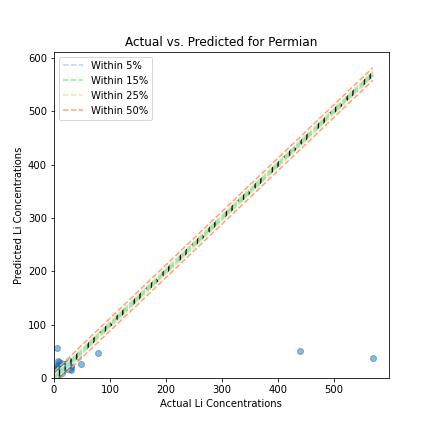 Actual vs. Predicted for Permian
Within 5%
Within 15%
Within 25%
Within 50%
Predicted Li Concentrations
600
500
400
300
200
100
0
0 100 200 300 400 500
Actual Li Concentrations